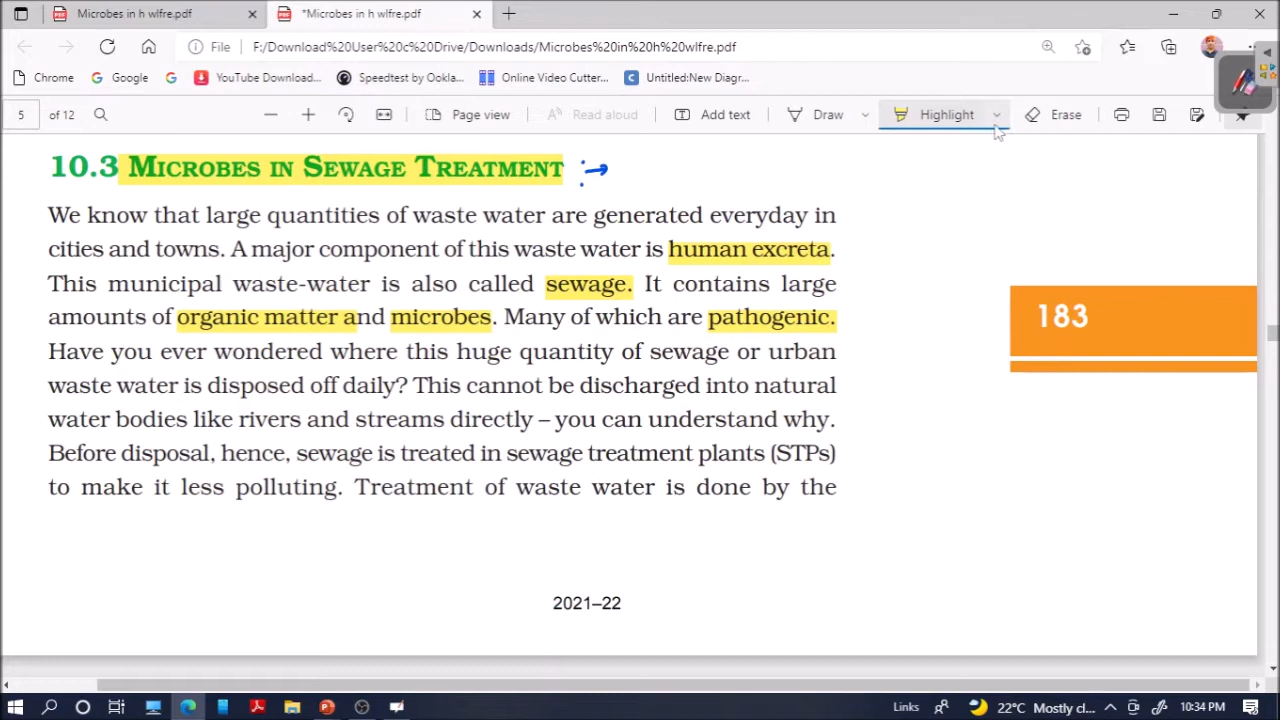 Microbes in h wlfre.pdf
*Microbes in h wlfre.pdf
File F:/Download%20User%20c%20Drive/Downloads/Microbes%20in%20h%20wlfre.pdf
Chrome Google YouTube Download... Speedtest by Ookla... Online Video Cutter... Untitled:New Diagr...
5 of 12 Page view Read aloud Add text Draw Highlight Erase
10.3 MICROBES IN SEWAGE TREATMENT
We know that large quantities of waste water are generated everyday in
cities and towns. A major component of this waste water is human excreta.
This municipal waste-water is also called sewage. It contains large
amounts of organic matter and microbes. Many of which are pathogenic.
Have you ever wondered where this huge quantity of sewage or urban
waste water is disposed off daily? This cannot be discharged into natural
water bodies like rivers and streams directly – you can understand why.
Before disposal, hence, sewage is treated in sewage treatment plants (STPs)
to make it less polluting. Treatment of waste water is done by the
183
2021–22
Links 22°C Mostly cl... 10:34 PM